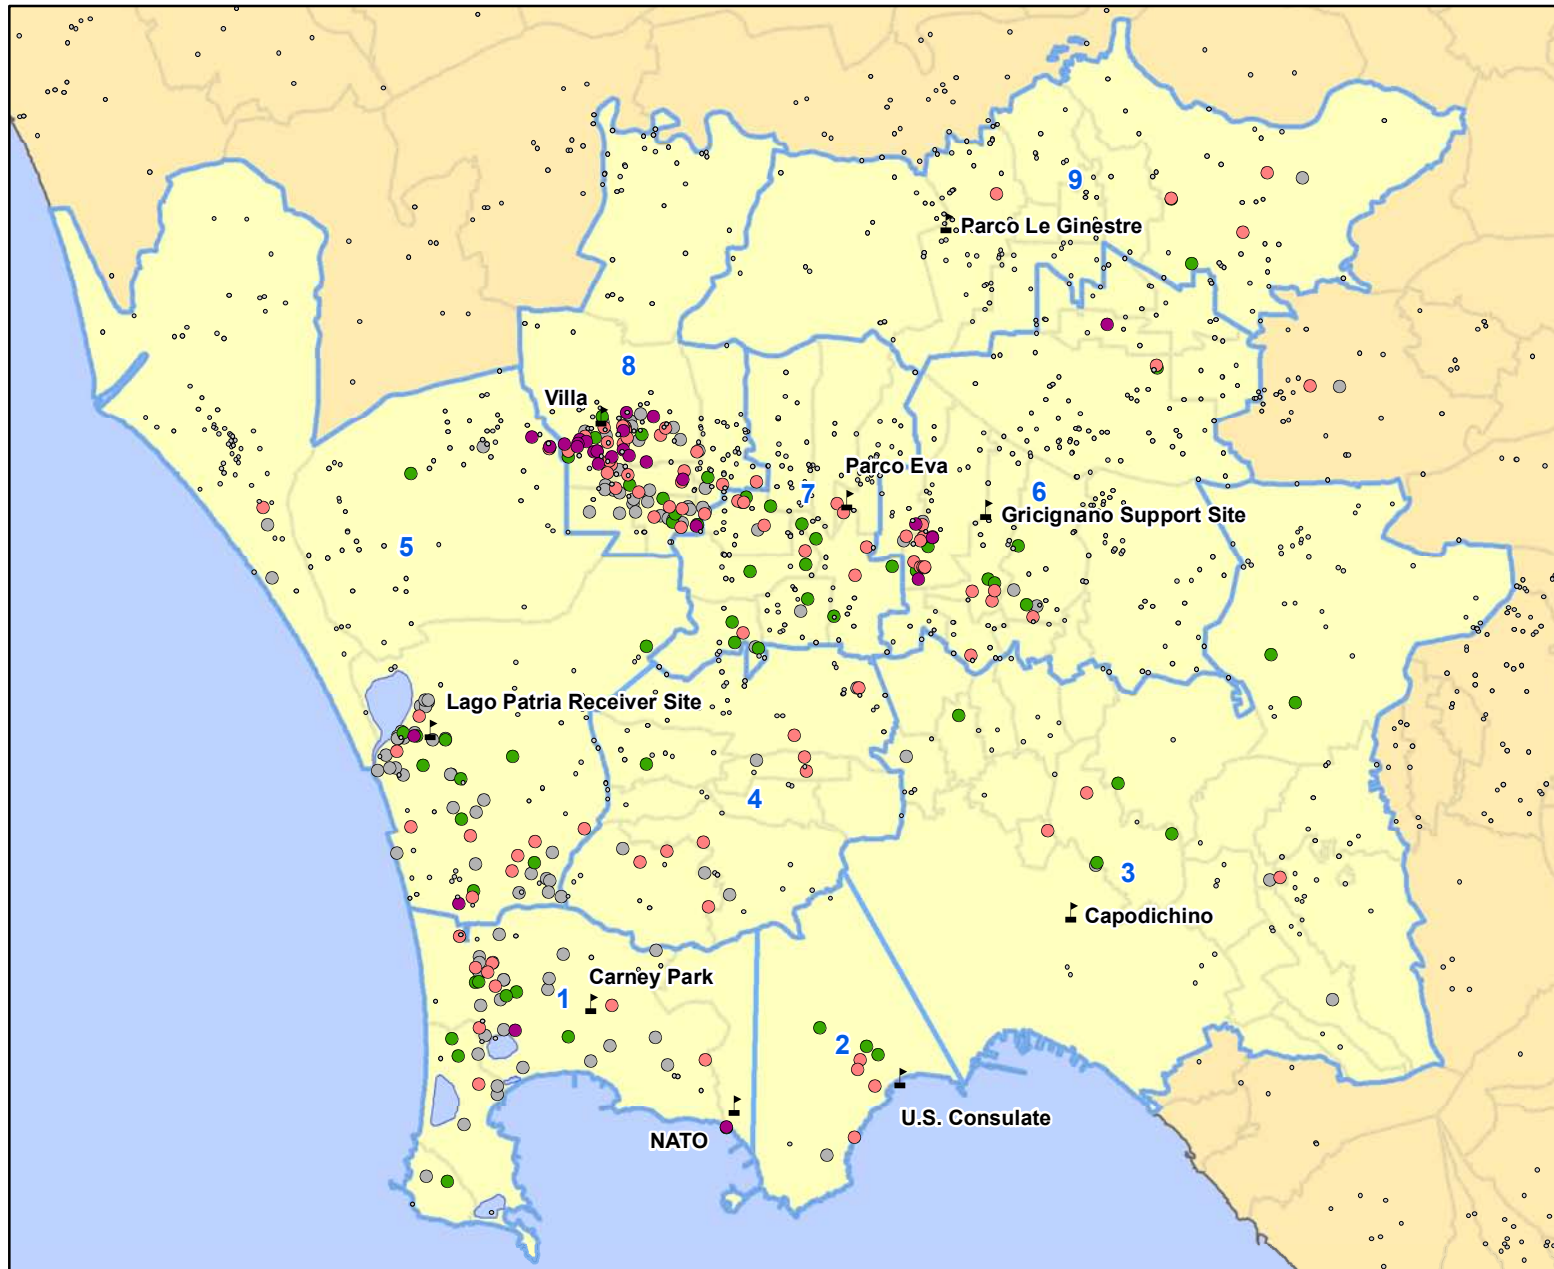 9
Parco Le Ginestre
8
Villa
Parco Eva
7
6
Gricignano Support Site
5
Lago Patria Receiver Site
4
3
Capodichino
Carney Park
1
2
U.S. Consulate
NATO